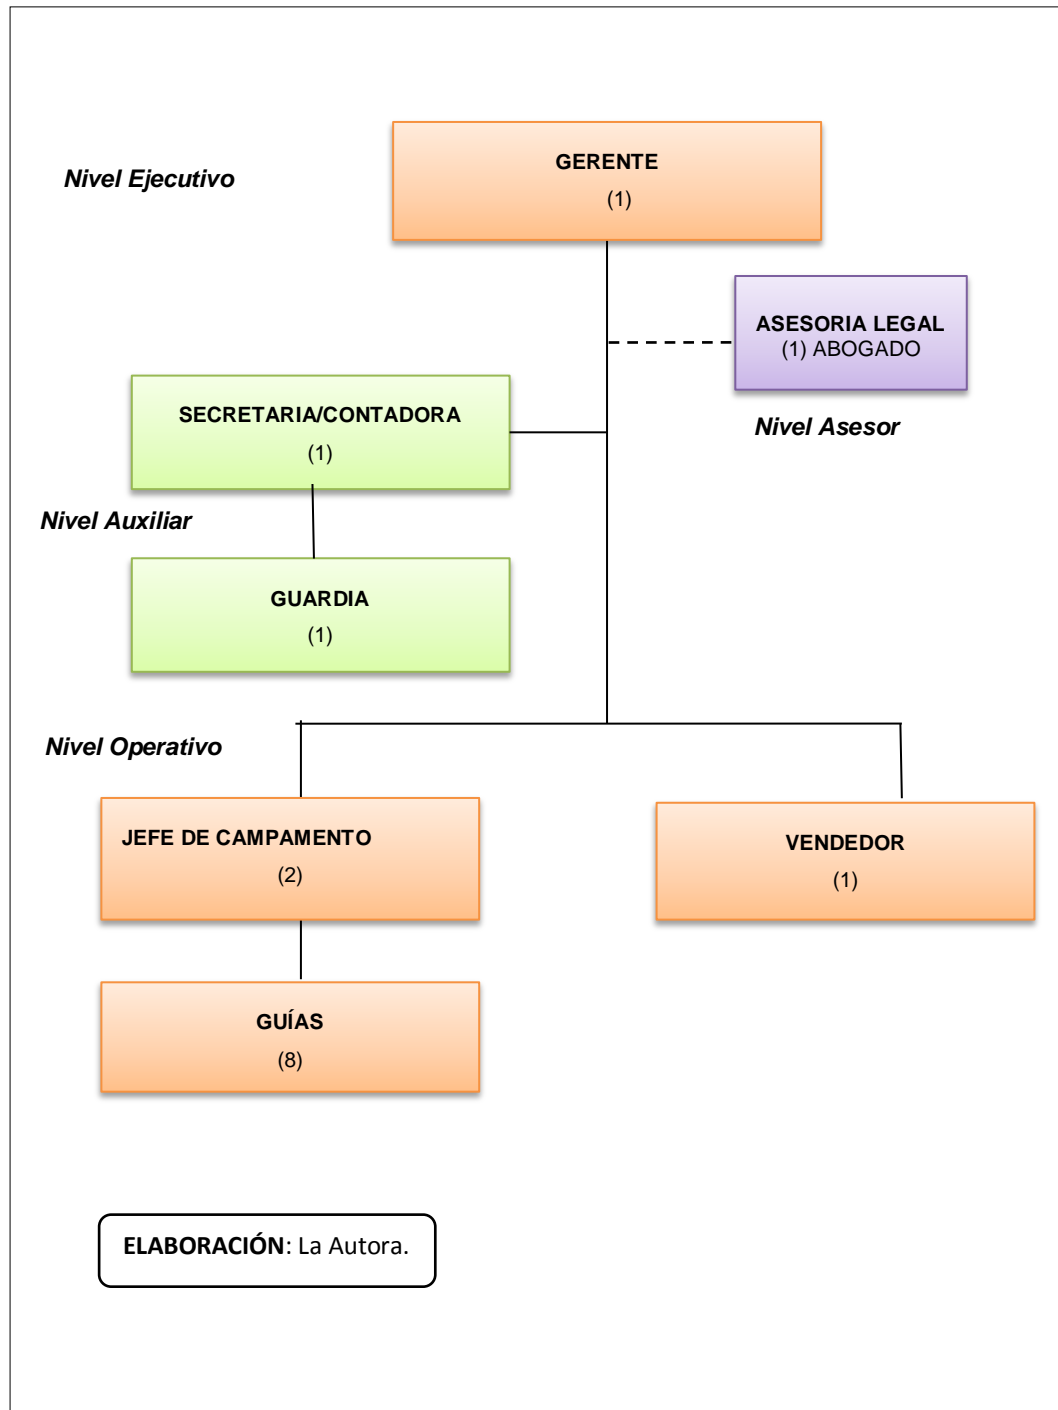 GERENTE
Nivel Ejecutivo
(1)
ASESORIA LEGAL
(1) ABOGADO
SECRETARIA/CONTADORA
Nivel Asesor
(1)
Nivel Auxiliar
GUARDIA
(1)
Nivel Operativo
JEFE DE CAMPAMENTO
(2)
VENDEDOR
(1)
GUÍAS
(8)
ELABORACIÓN: La Autora.